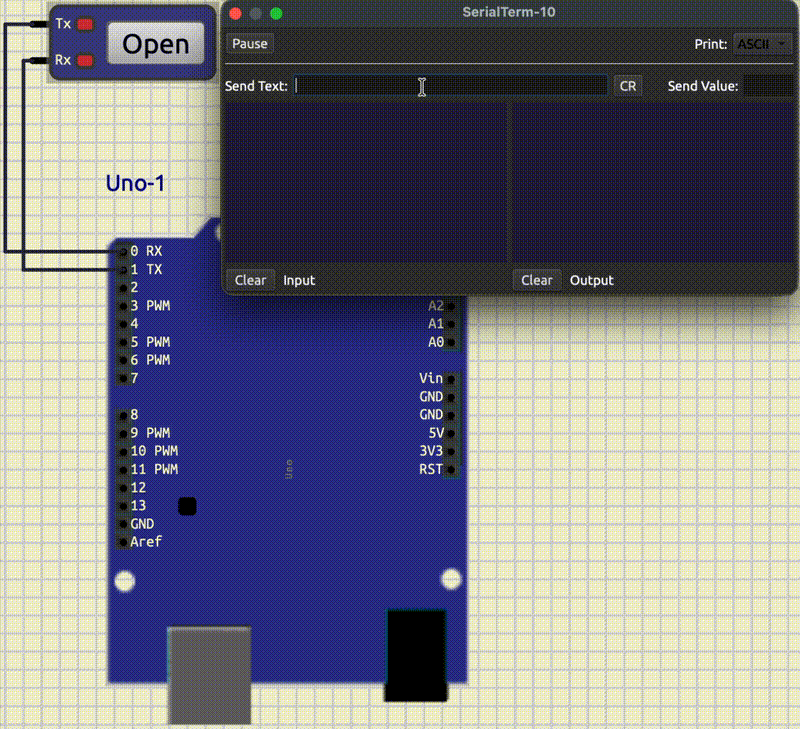 SerialTerm-10
Tx
Rx
Open
Pause
Print: ASCII
Send Text:
CR
Send Value:
Clear Input
Clear Output
Uno-1
0 RX
1 TX
2
3 PWM
4
5 PWM
6 PWM
7
8
9 PWM
10 PWM
11 PWM
12
13
GND
Aref
Uno
A2
A1
A0
Vin
GND
GND
5V
3V3
RST